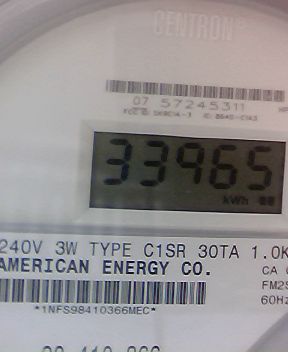 CENTRON®
07 57245311
33965
kWh
240V 3W TYPE C1SR 30TA 1.0K
AMERICAN ENERGY CO.
CA
FM2S
60Hz
*1NFS98410366MEC*